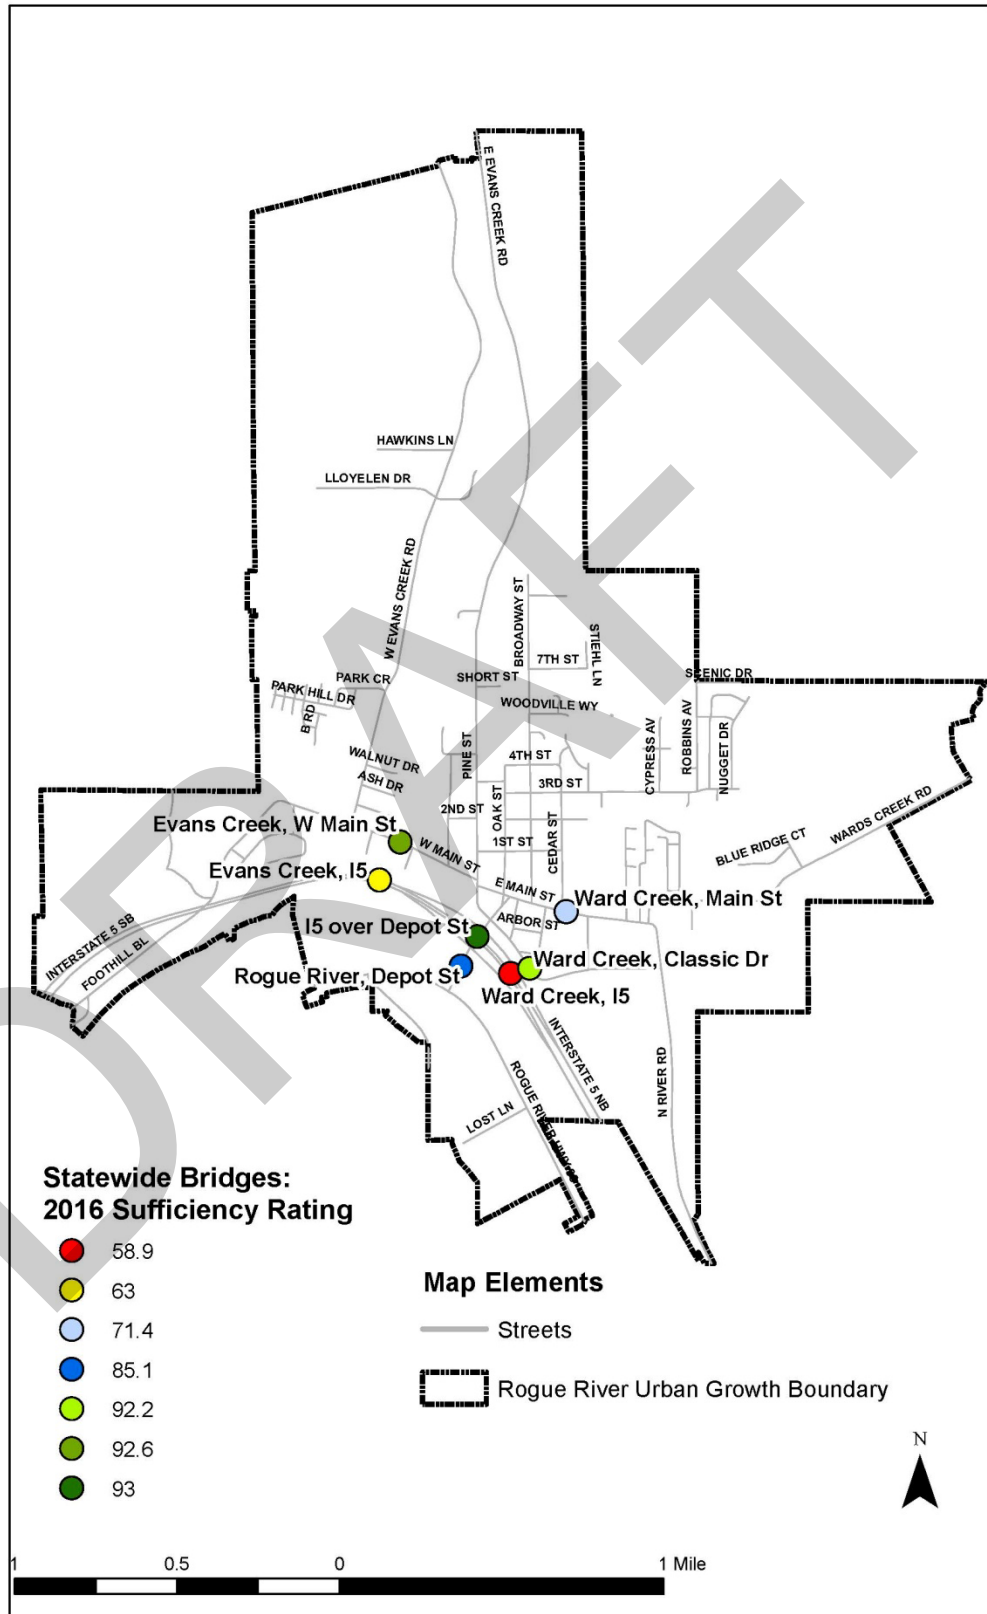 E EVANS CREEK RD
HAWKINS LN
LLOYELEN DR
W EVANS CREEK RD
BROADWAY ST
STIEHL LN
7TH ST
SCENIC DR
PARK CR
SHORT ST
PARK HILL DR
WOODVILLE WY
B RD
CYPRESS AV
ROBBINS AV
NUGGET DR
PINE ST
WALNUT DR
4TH ST
ASH DR
3RD ST
2ND ST
OAK ST
WARDS CREEK RD
Evans Creek, W Main St
1ST ST
CEDAR ST
BLUE RIDGE CT
W MAIN ST
Evans Creek, I5
E MAIN ST
Ward Creek, Main St
ARBOR ST
I5 over Depot St
INTERSTATE 5 SB
FOOTHILL BL
Ward Creek, Classic Dr
Rogue River, Depot St
Ward Creek, I5
INTERSTATE 5 NB
N RIVER RD
ROGUE RIVER HWY
LOST LN
DRAFT
Statewide Bridges:
2016 Sufficiency Rating
58.9
63
71.4
85.1
92.2
92.6
93
Map Elements
Streets
Rogue River Urban Growth Boundary
N
1 0.5 0 1 Mile